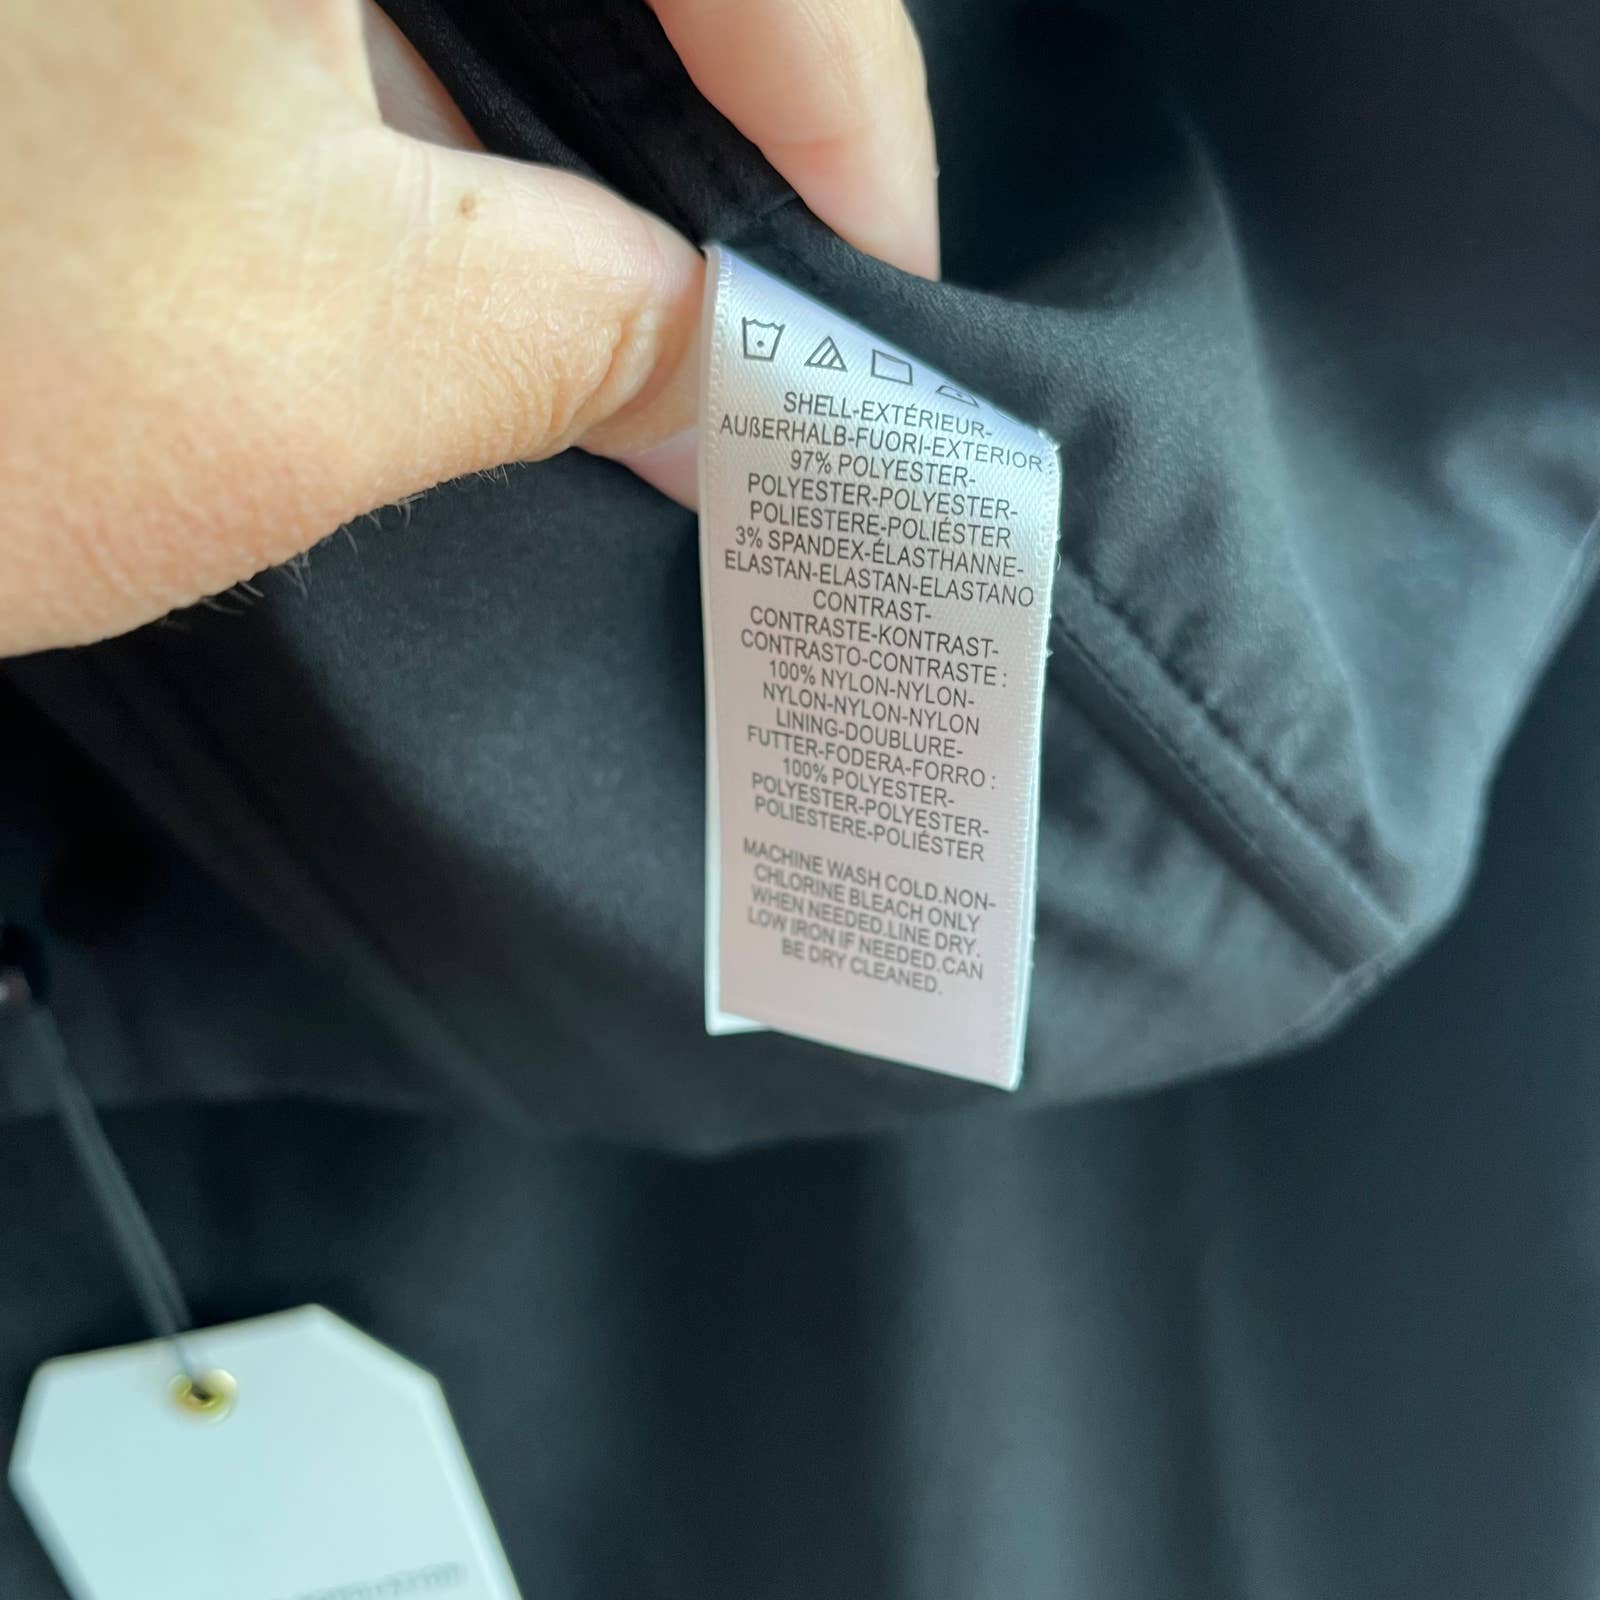 SHELL-EXTÉRIEUR-
AUßERHALB-FUORI-EXTERIOR:
97% POLYESTER-
POLYESTER-POLYESTER-
POLIESTERE-POLIÉSTER
3% SPANDEX-ÉLASTHANNE-
ELASTAN-ELASTAN-ELASTANO
CONTRAST-
CONTRASTE-KONTRAST-
CONTRASTO-CONTRASTE :
100% NYLON-NYLON-
NYLON-NYLON-NYLON
LINING-DOUBLURE-
FUTTER-FODERA-FORRO :
100% POLYESTER-
POLYESTER-POLYESTER-
POLIESTERE-POLIÉSTER
MACHINE WASH COLD.NON-
CHLORINE BLEACH ONLY
WHEN NEEDED.LINE DRY.
LOW IRON IF NEEDED.CAN
BE DRY CLEANED.